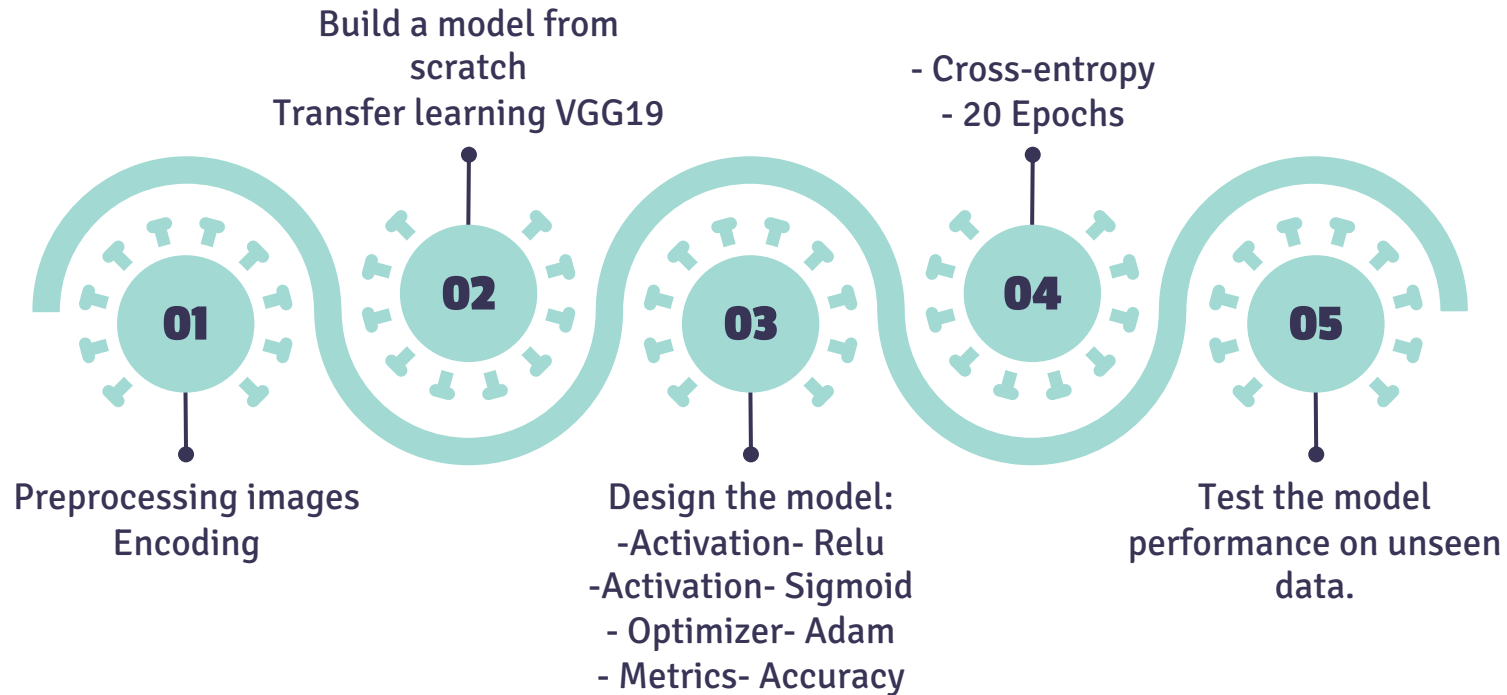 Build a model from
scratch
Transfer learning VGG19
- Cross-entropy
- 20 Epochs
01
02
03
04
05
Preprocessing images
Encoding
Design the model:
-Activation- Relu
-Activation- Sigmoid
- Optimizer- Adam
- Metrics- Accuracy
Test the model
performance on unseen
data.